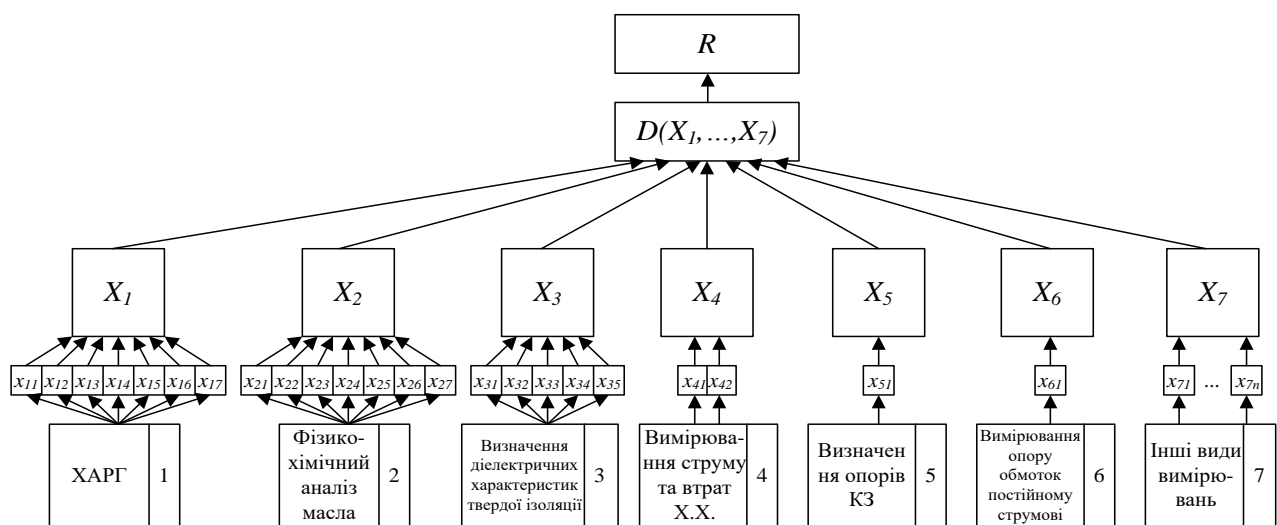 R
D(X1, ...,X7)
X1
X2
X3
X4
X5
X6
X7
x11 x12 x13 x14 x15 x16 x17
x21 x22 x23 x24 x25 x26 x27
x31 x32 x33 x34 x35
x41 x42
x51
x61
x71 ... x7n
ХАРГ
1
Фізико-
хімічний
аналіз
масла
2
Визначення
діелектричних
характеристик
твердої ізоляції
3
Вимірюва-
ння струму
та втрат
Х.Х.
4
Визначен
ня опорів
КЗ
5
Вимірювання
опору
обмоток
постійному
струмові
6
Інші види
вимірю-
вань
7